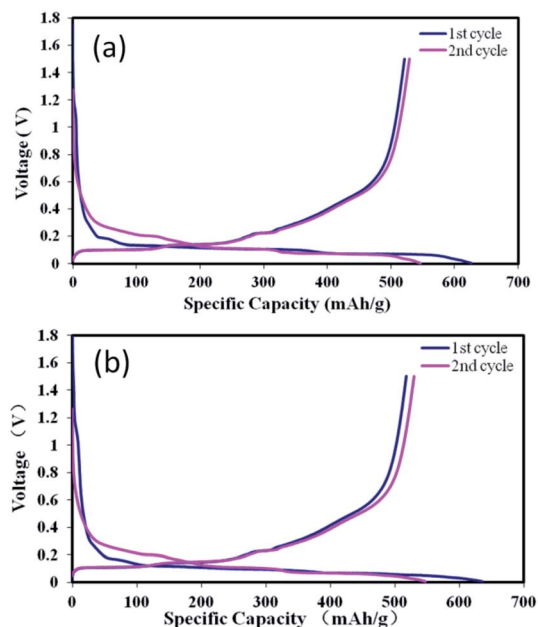 (a)
1st cycle
2nd cycle
Voltage (V)
1.8
1.6
1.4
1.2
1
0.8
0.6
0.4
0.2
0
0 100 200 300 400 500 600 700
Specific Capacity (mAh/g)
(b)
1st cycle
2nd cycle
Voltage （V）
1.8
1.6
1.4
1.2
1
0.8
0.6
0.4
0.2
0
0 100 200 300 400 500 600 700
Specific Capacity （mAh/g）